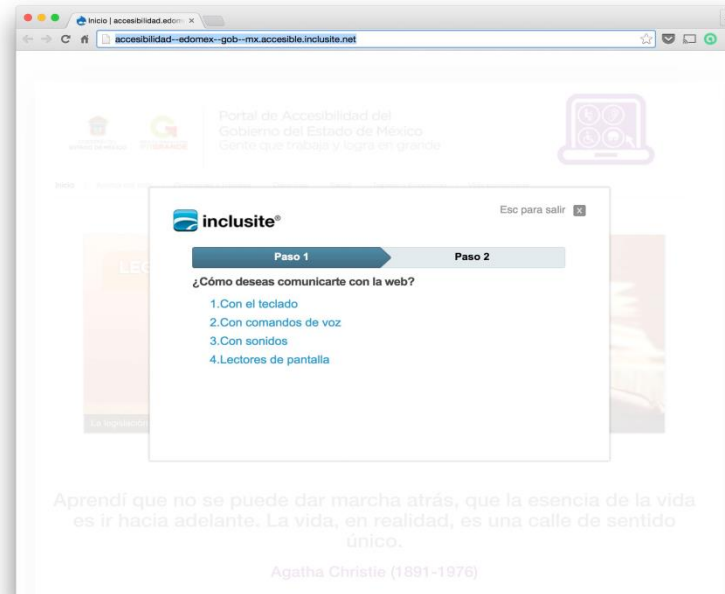 Inicio | accesibilidad.edom
accesibilidad--edomex--gob--mx.accesible.inclusite.net
Portal de Accesibilidad del
Gobierno del Estado de México
Gente que trabaja y logra en grande
Esc para salir x
inclusite®
Paso 1 Paso 2
¿Cómo deseas comunicarte con la web?
1.Con el teclado
2.Con comandos de voz
3.Con sonidos
4.Lectores de pantalla
La legislación
Aprendí que no se puede dar marcha atrás, que la esencia de la vida
es ir hacia adelante. La vida, en realidad, es una calle de sentido
único.
Agatha Christie (1891-1976)